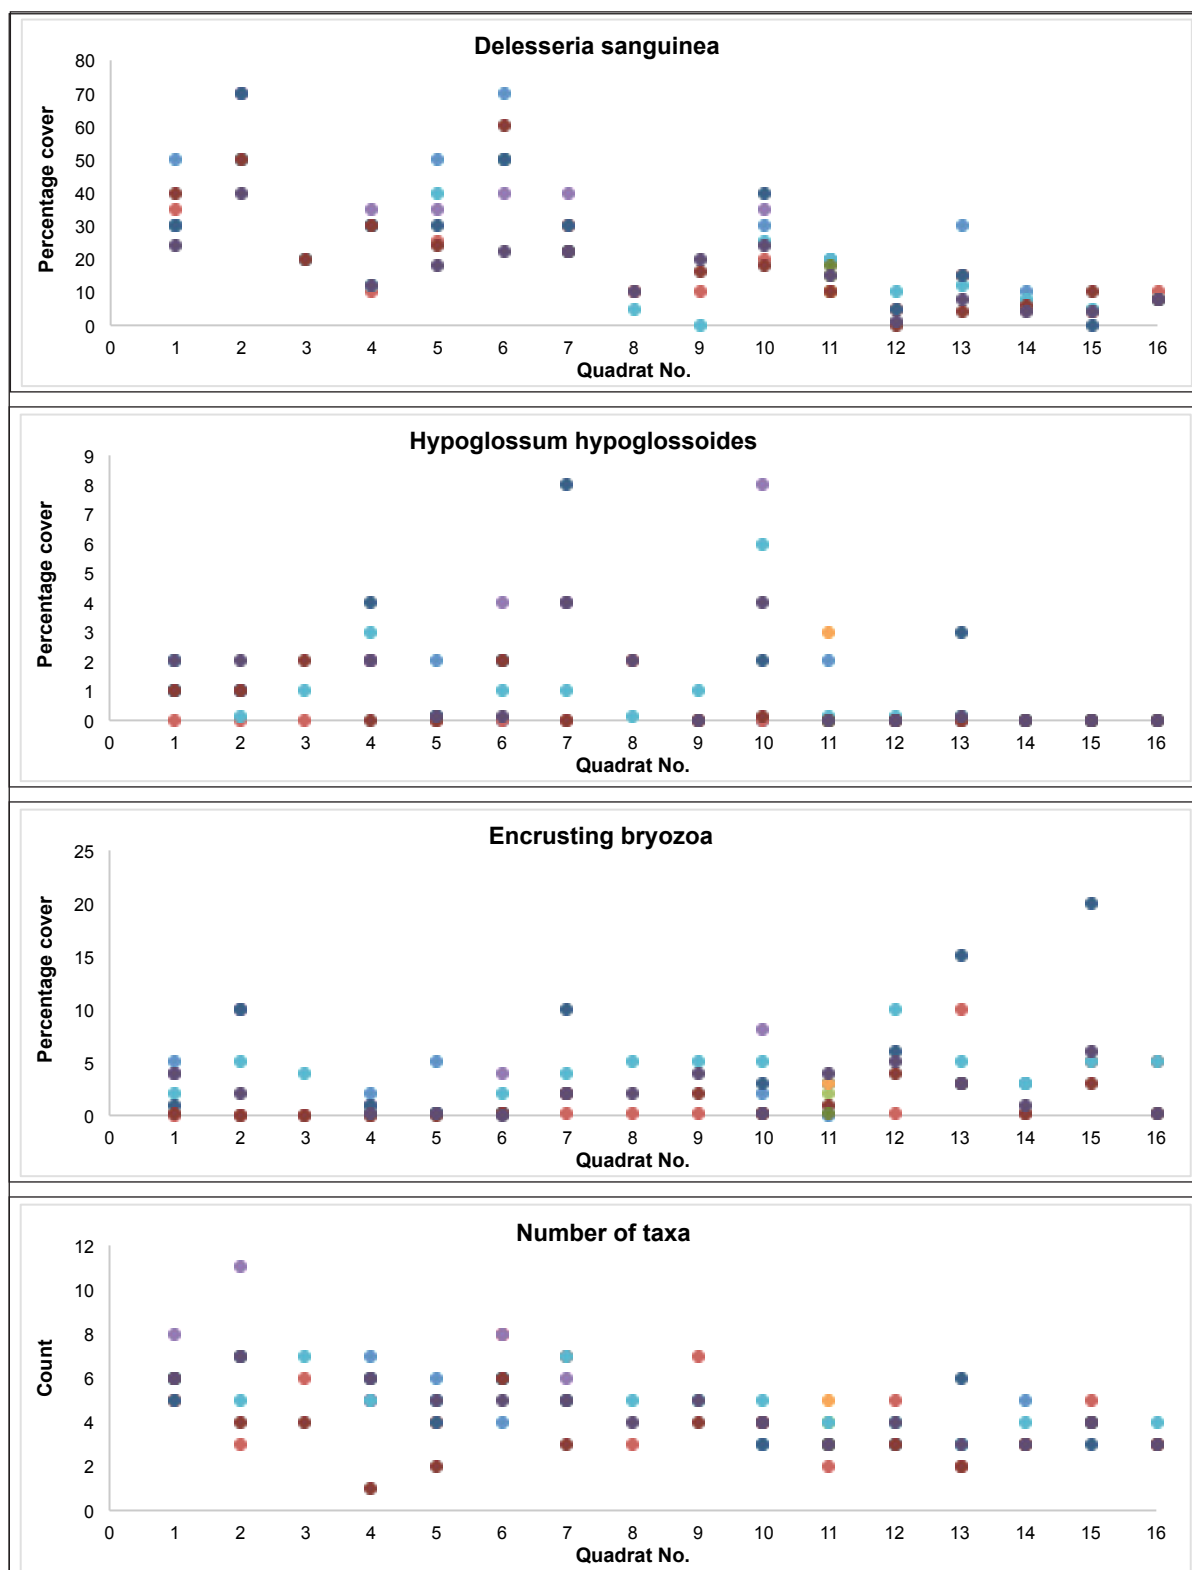 Delesseria sanguinea
Percentage cover
80
70
60
50
40
30
20
10
0
0 1 2 3 4 5 6 7 8 9 10 11 12 13 14 15 16
Quadrat No.
Hypoglossum hypoglossoides
Percentage cover
9
8
7
6
5
4
3
2
1
0
0 1 2 3 4 5 6 7 8 9 10 11 12 13 14 15 16
Quadrat No.
Encrusting bryozoa
Percentage cover
25
20
15
10
5
0
0 1 2 3 4 5 6 7 8 9 10 11 12 13 14 15 16
Quadrat No.
Number of taxa
Count
12
10
8
6
4
2
0
0 1 2 3 4 5 6 7 8 9 10 11 12 13 14 15 16
Quadrat No.